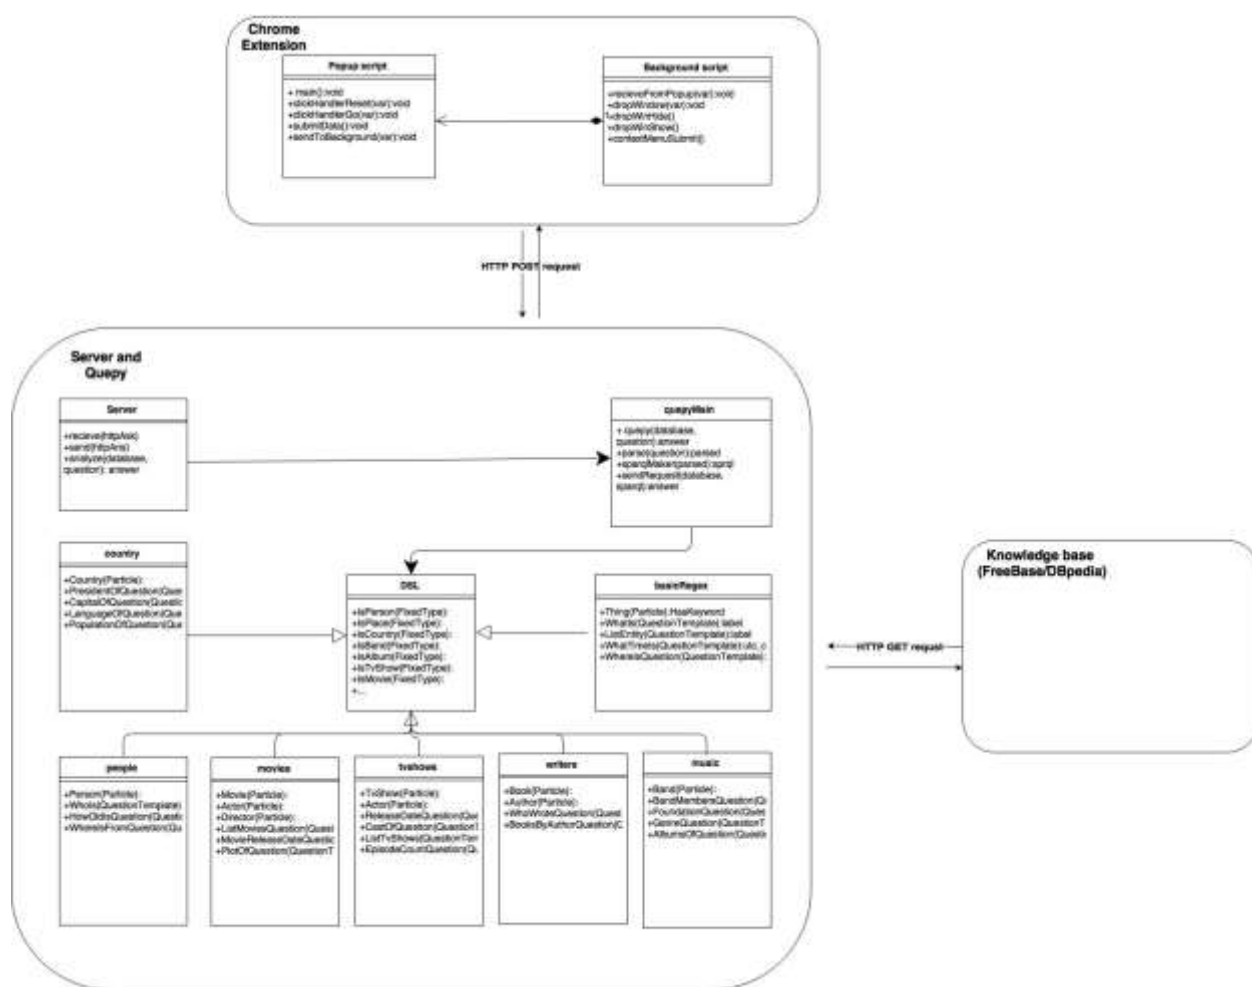 Chrome
Extension
Popup script
+ main():void
+clickHandlerReset(var):void
+clickHandlerGo(var):void
+submitData():void
+sendToBackground(var):void
Background script
+recieveFromPopup(var):void
+dropWindow(var):void
+dropWinHide()
+dropWinShow()
+contextMenuSubmit()
HTTP POST request
Server and
Quepy
Server
+recieve(httpAsk)
+send(httpAns)
+analyze(database,
question): answer
quepyMain
+ quepy(database,
question):answer
+parse(question):parsed
+sparqlMaker(parsed):sprql
+sendRequest(database,
sparql):answer
country
+Country(Particle):
+PresidentOfQuestion(Ques
+CapitalOfQuestion(Questic
+LanguageOfQuestion(Que
+PopulationOfQuestion(Que
DSL
+IsPerson(FixedType):
+IsPlace(FixedType):
+IsCountry(FixedType):
+IsBand(FixedType):
+IsAlbum(FixedType):
+IsTvShow(FixedType):
+IsMovie(FixedType):
+...
basicRegex
+Thing(Particle):HasKeyword
+WhatIs(QuestionTemplate):label
+ListEntity(QuestionTemplate):label
+WhatTimeIs(QuestionTemplate):utc_o
+WhereIsQuestion(QuestionTemplate):
Knowledge base
(FreeBase/DBpedia)
HTTP GET requst
people
+Person(Particle):
+WhoIs(QuestionTemplate)
+HowOldIsQuestion(Questic
+WhereIsFromQuestion(Qu
movies
+Movie(Particle):
+Actor(Particle):
+Director(Particle):
+ListMoviesQuestion(Quest
+MovieReleaseDateQuestic
+PlotOfQuestion(QuestionT
tvshows
+TvShow(Particle):
+Actor(Particle):
+ReleaseDateQuestion(Que
+CastOfQuestion(QuestionT
+ListTvShows(QuestionTem
+EpisodeCountQuestion(Qu
writers
+Book(Particle):
+Author(Particle):
+WhoWroteQuestion(Quest
+BooksByAuthorQuestion(C
music
+Band(Particle):
+BandMembersQuestion(Qu
+FoundationQuestion(Ques
+GenreQuestion(QuestionT
+AlbumsOfQuestion(Questi